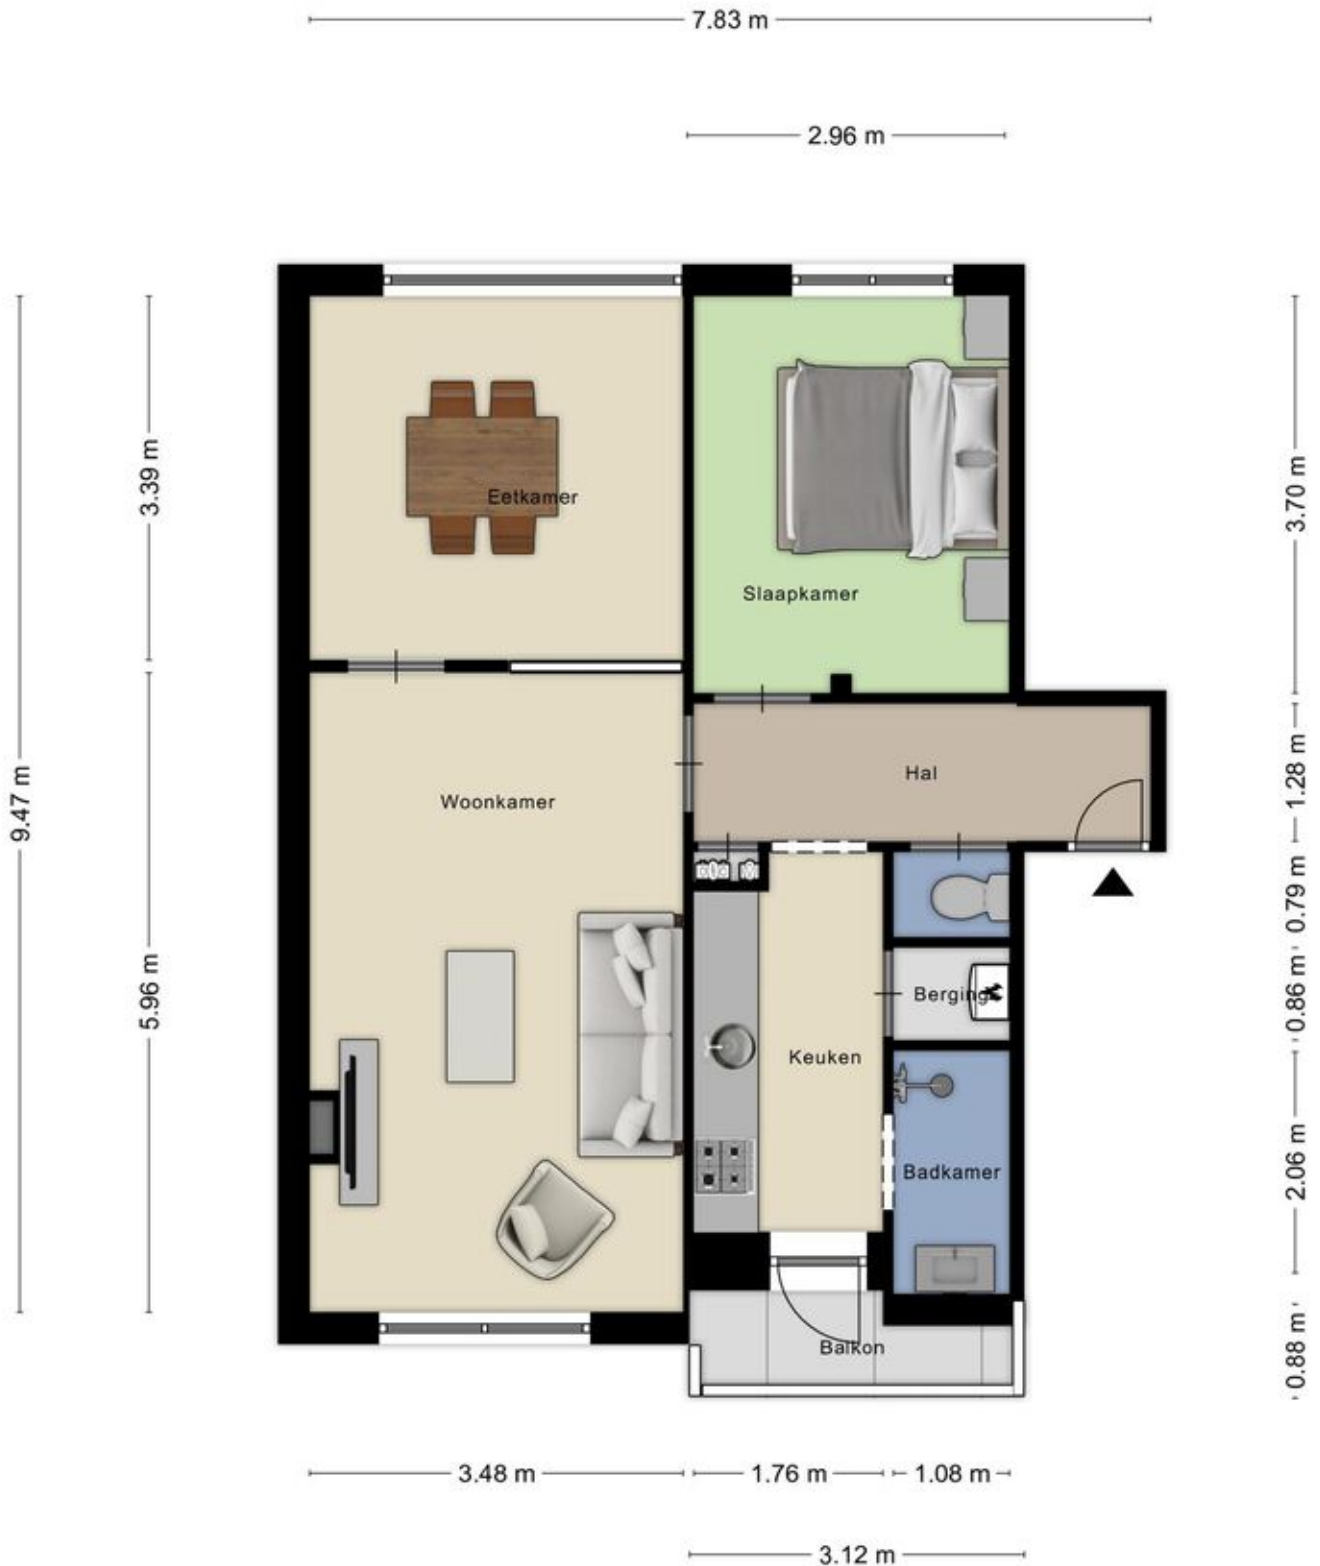 7.83 m
2.96 m
3.39 m
9.47 m
5.96 m
Eetkamer
Slaapkamer
Woonkamer
Hal
Berging
Keuken
Badkamer
Balkon
3.70 m
1.28 m
0.79 m
0.86 m
2.06 m
0.88 m
3.48 m
1.76 m
1.08 m
3.12 m